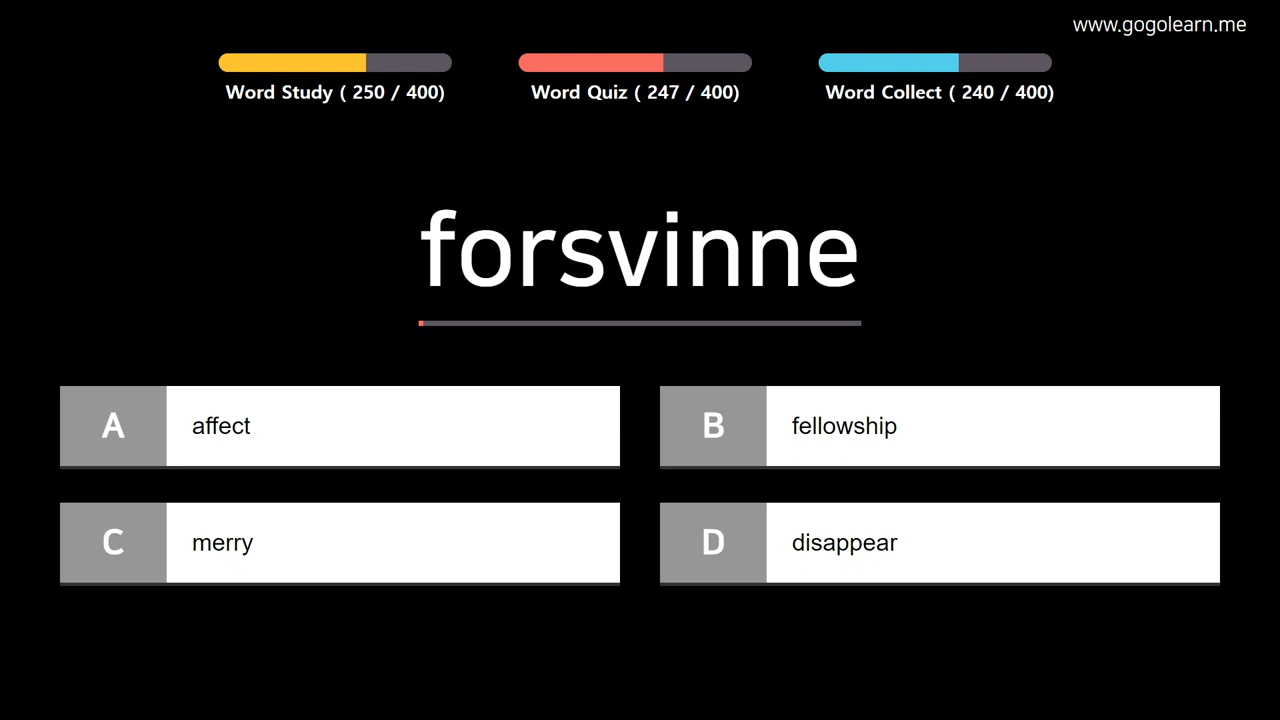 www.gogolearn.me
Word Study ( 250 / 400)
Word Quiz ( 247 / 400)
Word Collect ( 240 / 400)
forsvinne
A affect
B fellowship
C merry
D disappear